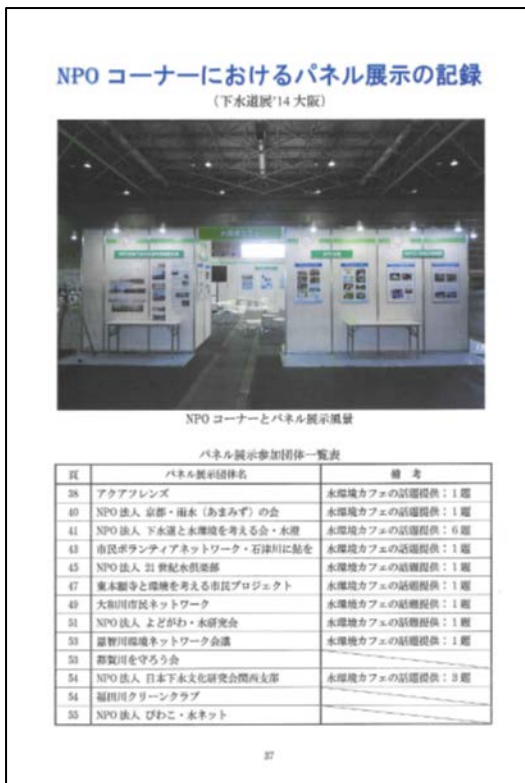 NPO コーナーにおけるパネル展示の記録
（下水道展'14 大阪）
NPO コーナーとパネル展示風景
パネル展示参加団体一覧表
頁 パネル展示団体名 備 考
38 アクアフレンズ 水環境カフェの話題提供：1 題
40 NPO 法人 京都・雨水（あまみず）の会 水環境カフェの話題提供：1 題
41 NPO 法人 下水道と水環境を考える会・水澄 水環境カフェの話題提供：6 題
43 市民ボランティアネットワーク・石津川に鮎を 水環境カフェの話題提供：1 題
45 NPO 法人 21 世紀水倶楽部 水環境カフェの話題提供：1 題
47 東本願寺と環境を考える市民プロジェクト 水環境カフェの話題提供：1 題
49 大和川市民ネットワーク 水環境カフェの話題提供：1 題
51 NPO 法人 よどがわ・水研究会 水環境カフェの話題提供：1 題
53 恩智川環境ネットワーク会議 水環境カフェの話題提供：1 題
53 都賀川を守ろう会
54 NPO 法人 日本下水文化研究会関西支部 水環境カフェの話題提供：3 題
54 福田川クリーンクラブ
55 NPO 法人 びわこ・水ネット
37